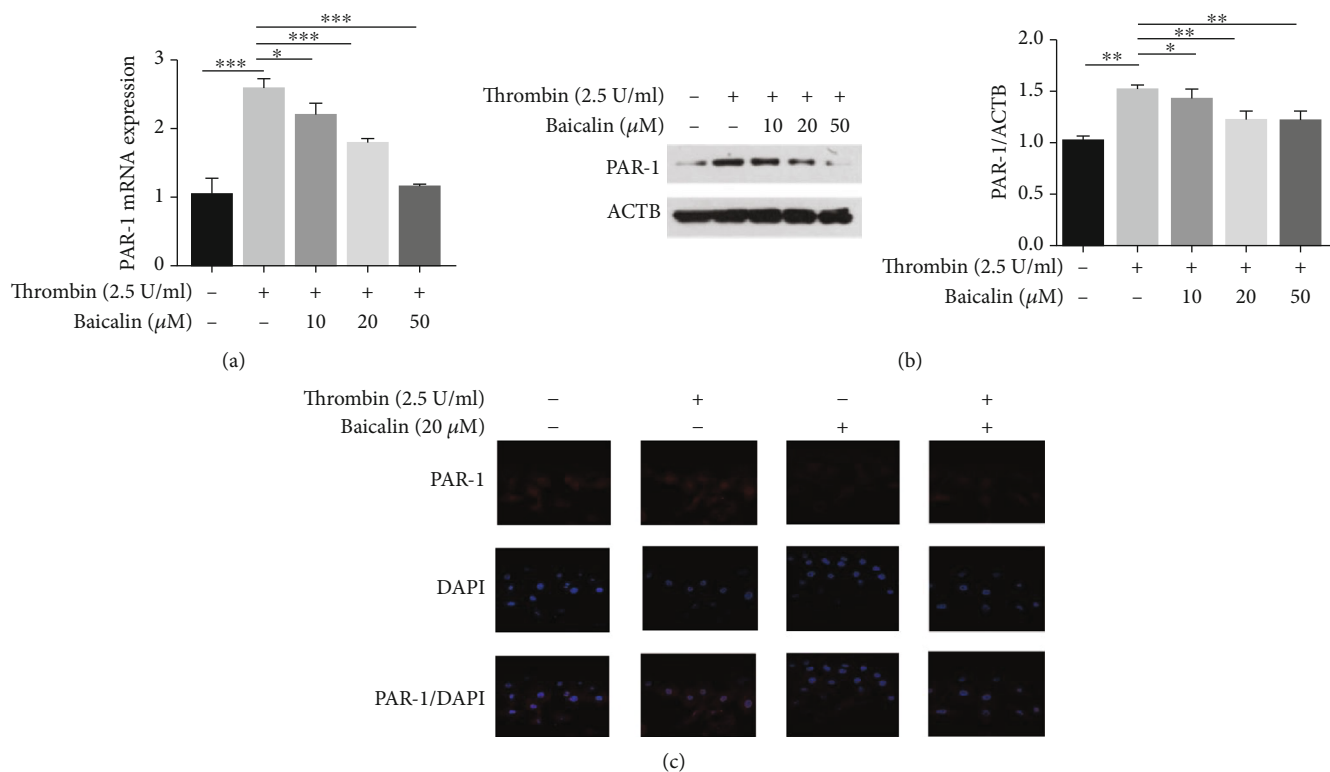 ***
***
***
*
3
2
1
0
PAR-1 mRNA expression
Thrombin (2.5 U/ml) – + + + +
Baicalin (μM) – – 10 20 50
(a)
Thrombin (2.5 U/ml) – + + + +
Baicalin (μM) – – 10 20 50
PAR-1
ACTB
**
**
**
*
2.0
1.5
1.0
0.5
0.0
PAR-1/ACTB
Thrombin (2.5 U/ml) – + + + +
Baicalin (μM) – – 10 20 50
(b)
Thrombin (2.5 U/ml) – + – +
Baicalin (20 μM) – – + +
PAR-1
DAPI
PAR-1/DAPI
(c)